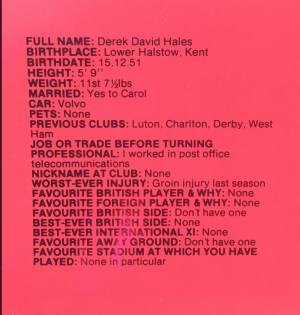 FULL NAME: Derek David Hales
BIRTHPLACE: Lower Halstow, Kent
BIRTHDATE: 15.12.51
HEIGHT: 5' 9"
WEIGHT: 11st 7½lbs
MARRIED: Yes to Carol
CAR: Volvo
PETS: None
PREVIOUS CLUBS: Luton, Charlton, Derby, West
Ham
JOB OR TRADE BEFORE TURNING
PROFESSIONAL: I worked in post office
telecommunications
NICKNAME AT CLUB: None
WORST-EVER INJURY: Groin injury last season
FAVOURITE BRITISH PLAYER & WHY: None
FAVOURITE FOREIGN PLAYER & WHY: None
FAVOURITE BRITISH SIDE: Don't have one
BEST-EVER BRITISH SIDE: None
BEST-EVER INTERNATIONAL XI: None
FAVOURITE AWAY GROUND: Don't have one
FAVOURITE STADIUM AT WHICH YOU HAVE
PLAYED: None in particular